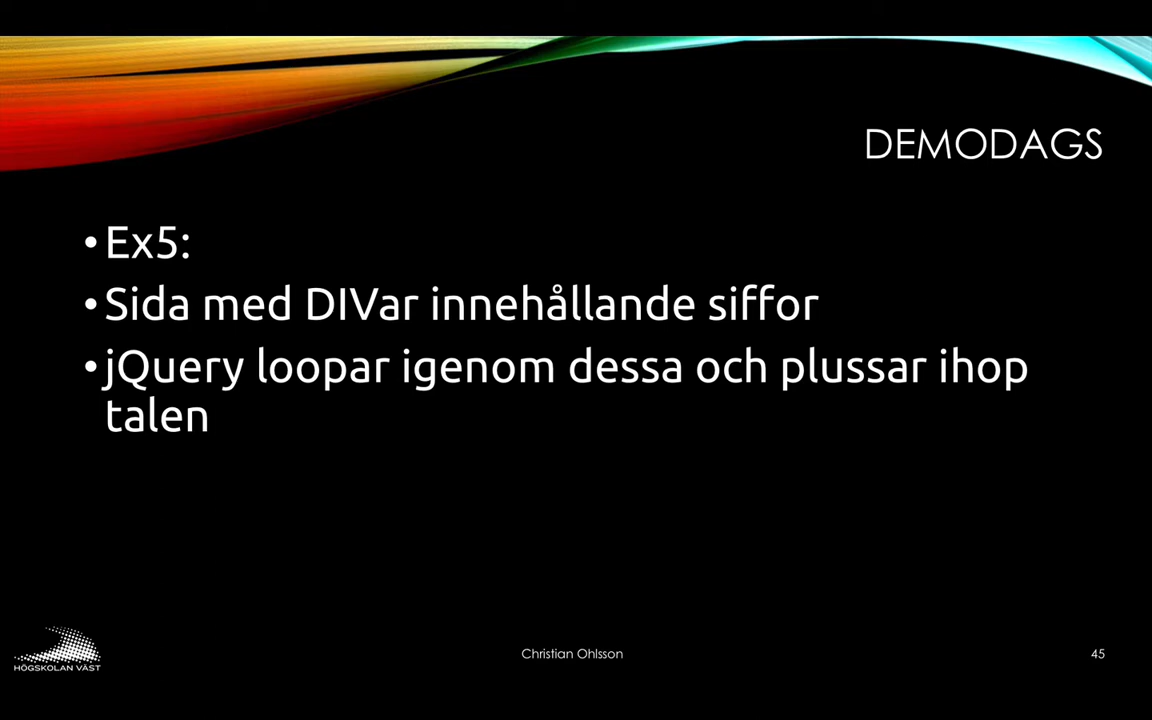 DEMODAGS
•Ex5:
•Sida med DIVar innehållande siffor
•jQuery loopar igenom dessa och plussar ihop
talen
HÖGSKOLAN VÄST
Christian Ohlsson
45